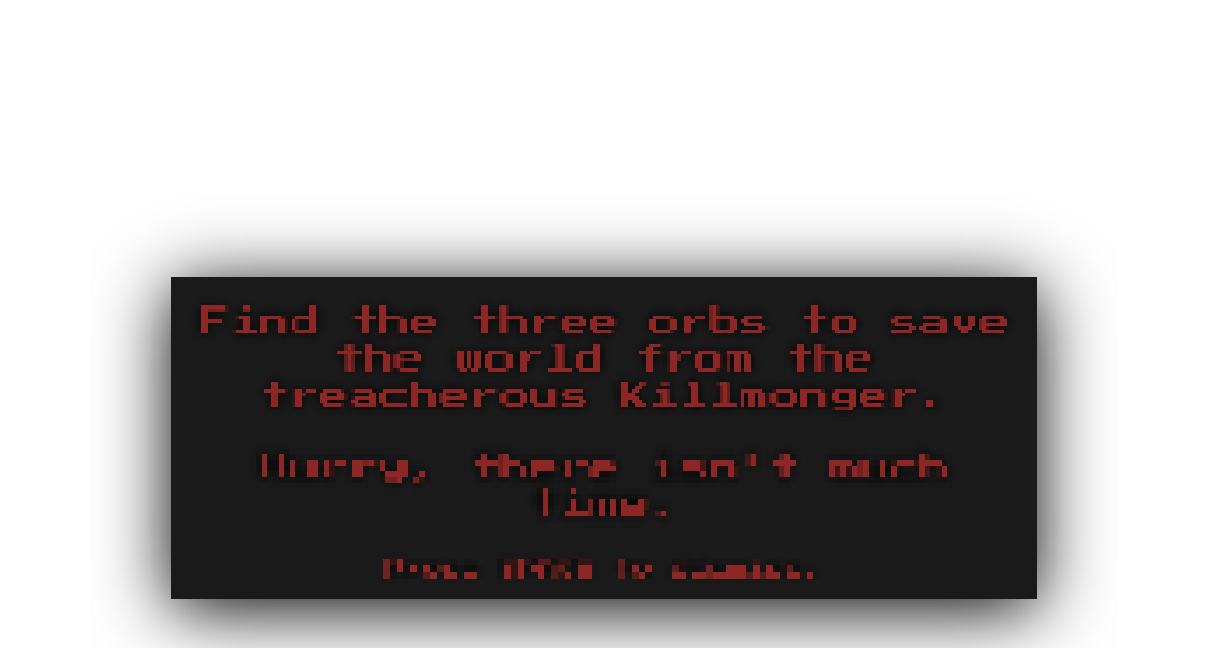 Find the three orbs to save
the world from the
treacherous Killmonger.
Hurry, there isn't much
time.